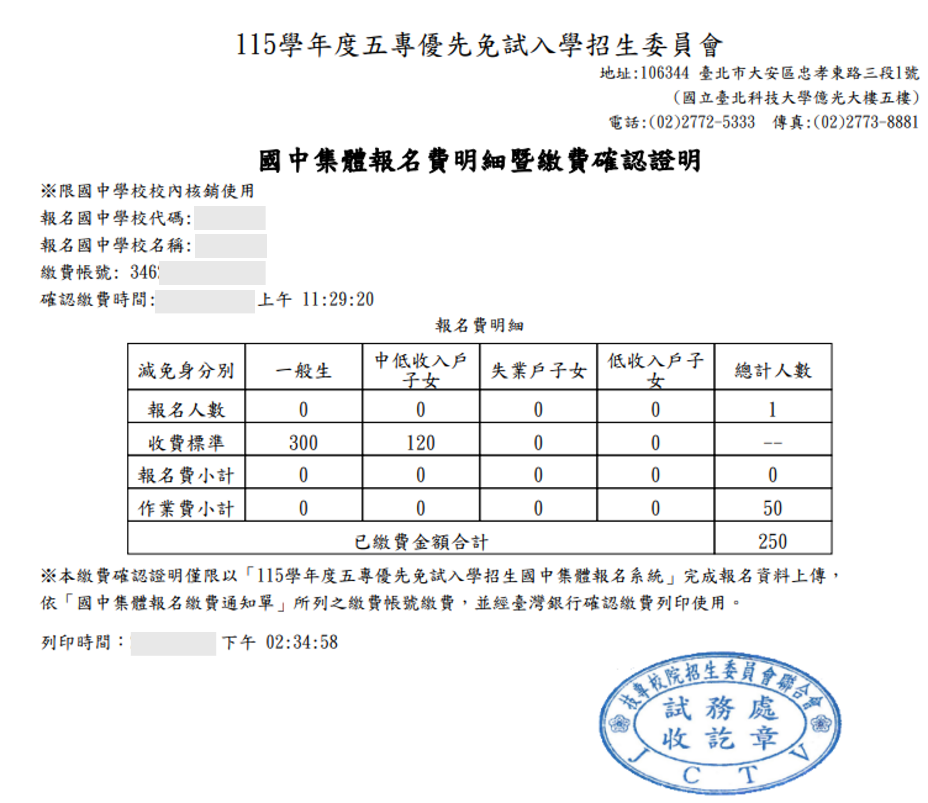 115學年度五專優先免試入學招生委員會
地址:106344 臺北市大安區忠孝東路三段1號
(國立臺北科技大學億光大樓五樓)
電話:(02)2772-5333 傳真:(02)2773-8881
國中集體報名費明細暨繳費確認證明
※限國中學校校內核銷使用
報名國中學校代碼:
報名國中學校名稱:
繳費帳號: 346
確認繳費時間: 上午 11:29:20
報名費明細
減免身分別 一般生 中低收入戶子女 失業戶子女 低收入戶子女 總計人數
報名人數 0 0 0 0 1
收費標準 300 120 0 0 --
報名費小計 0 0 0 0 0
作業費小計 0 0 0 0 50
已繳費金額合計 250
※本繳費確認證明僅限以「115學年度五專優先免試入學招生國中集體報名系統」完成報名資料上傳，
依「國中集體報名繳費通知單」所列之繳費帳號繳費，並經臺灣銀行確認繳費列印使用。
列印時間： 下午 02:34:58
技專校院招生委員會聯合會
試務處
收訖章
JCTV